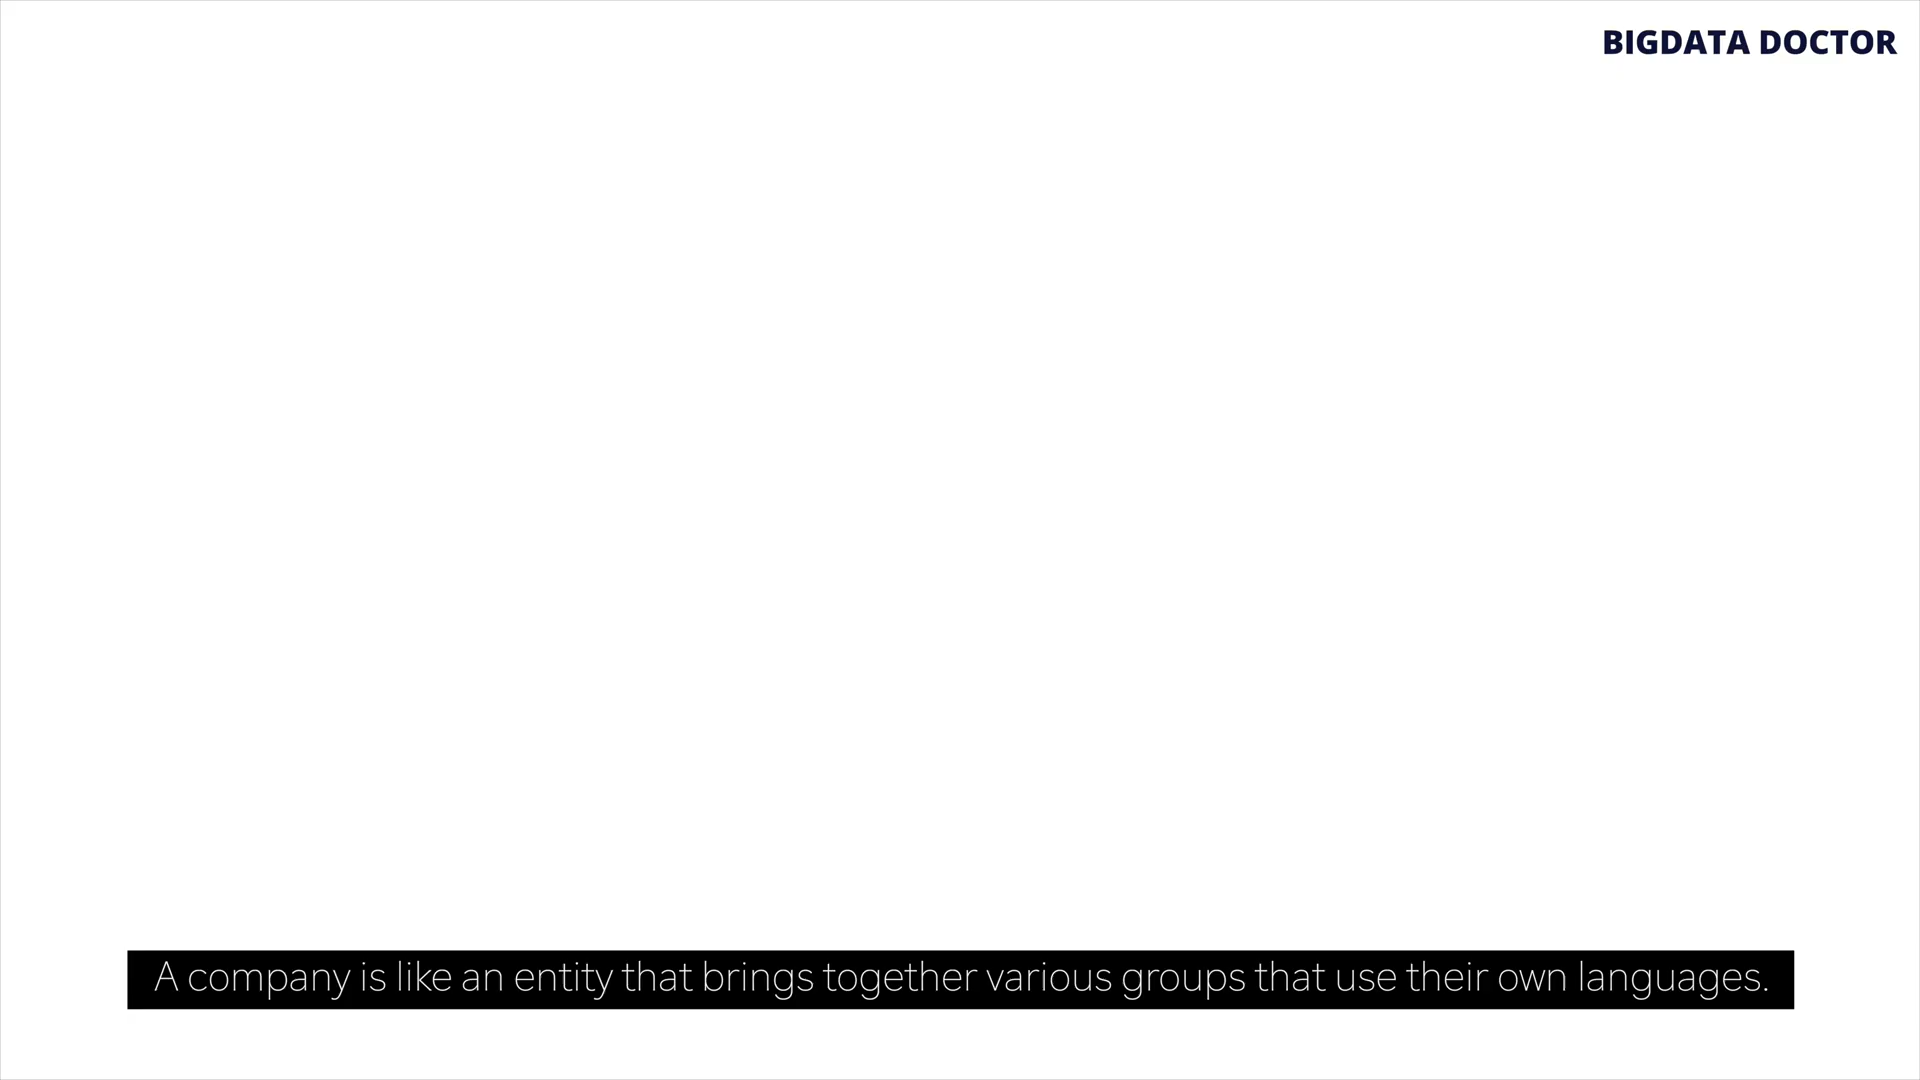 BIGDATA DOCTOR
A company is like an entity that brings together various groups that use their own languages.